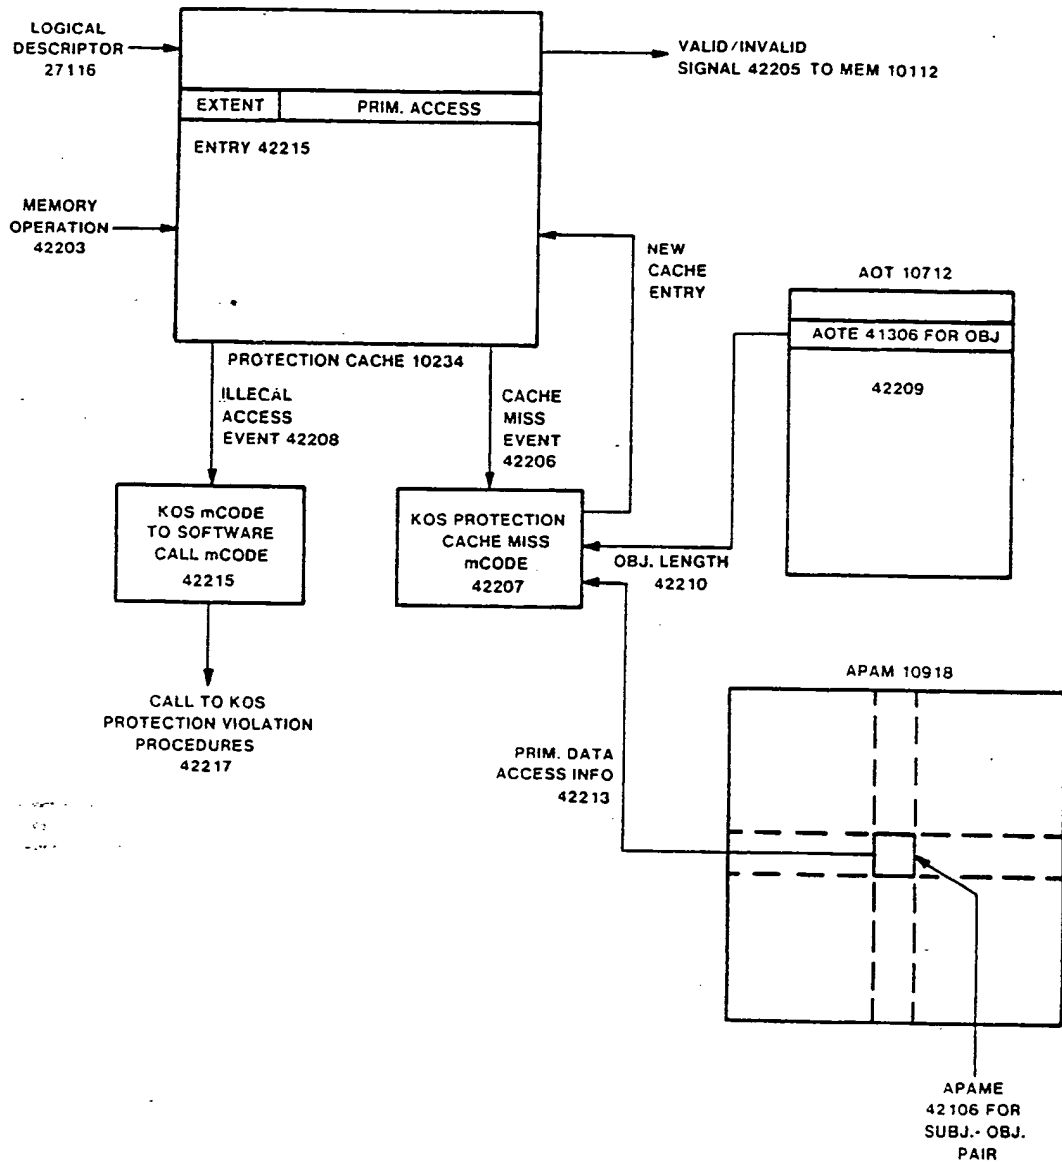 LOGICAL
DESCRIPTOR
27116
VALID/INVALID
SIGNAL 42205 TO MEM 10112
EXTENT
PRIM. ACCESS
ENTRY 42215
MEMORY
OPERATION
42203
NEW
CACHE
ENTRY
AOT 10712
AOTE 41306 FOR OBJ
42209
PROTECTION CACHE 10234
ILLECAL
ACCESS
EVENT 42208
CACHE
MISS
EVENT
42206
KOS mCODE
TO SOFTWARE
CALL mCODE
42215
KOS PROTECTION
CACHE MISS
mCODE
42207
OBJ. LENGTH
42210
CALL TO KOS
PROTECTION VIOLATION
PROCEDURES
42217
APAM 10918
PRIM. DATA
ACCESS INFO
42213
APAME
42106 FOR
SUBJ.- OBJ.
PAIR